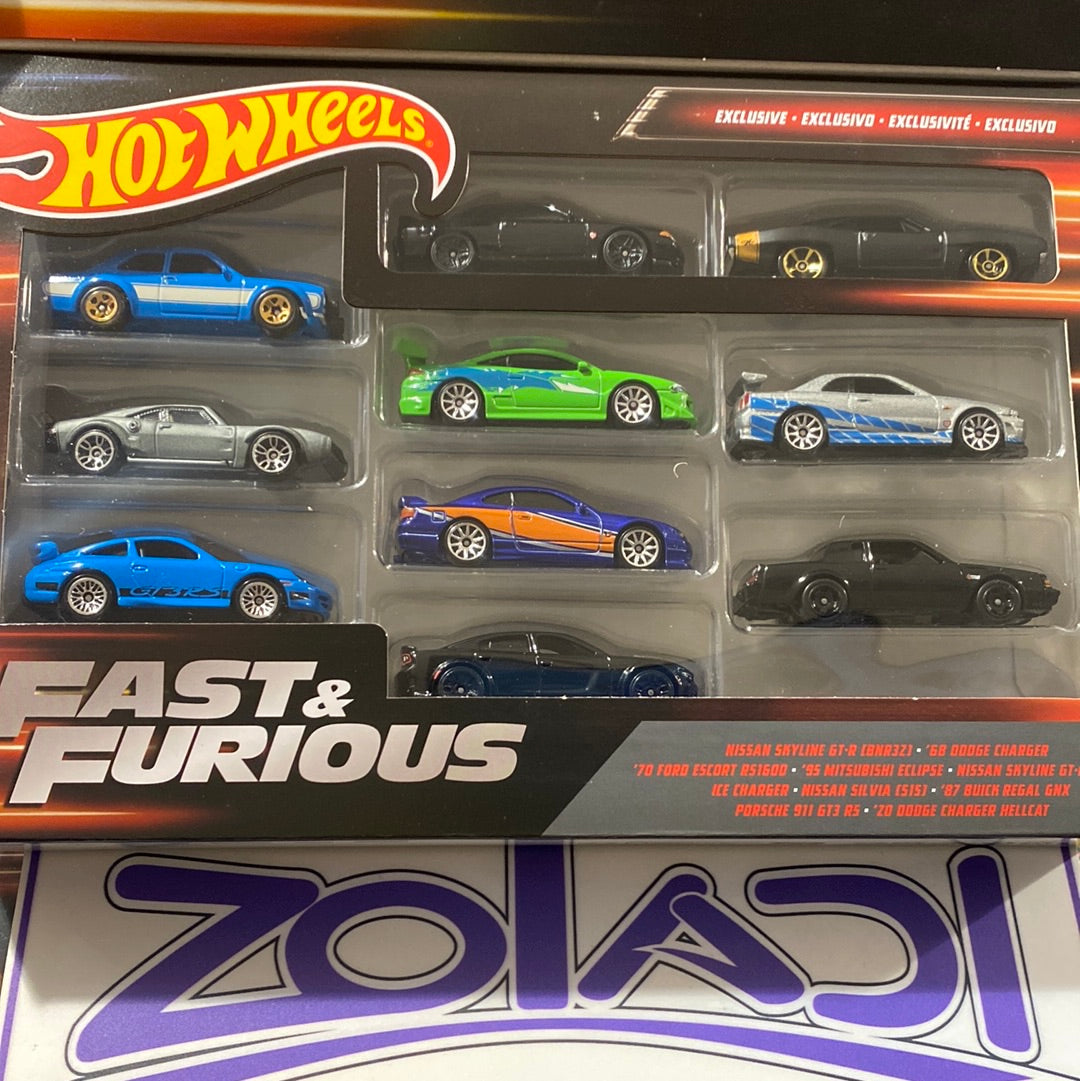 HOT WHEELS
EXCLUSIVE • EXCLUSIVO • EXCLUSIVITÉ • EXCLUSIVO
GT3 RS
FAST &
FURIOUS
NISSAN SKYLINE GT-R (BNR32) • '68 DODGE CHARGER
'70 FORD ESCORT RS1600 • '95 MITSUBISHI ECLIPSE • NISSAN SKYLINE GT-
ICE CHARGER • NISSAN SILVIA (S15) • '87 BUICK REGAL GNX
PORSCHE 911 GT3 RS • '20 DODGE CHARGER HELLCAT